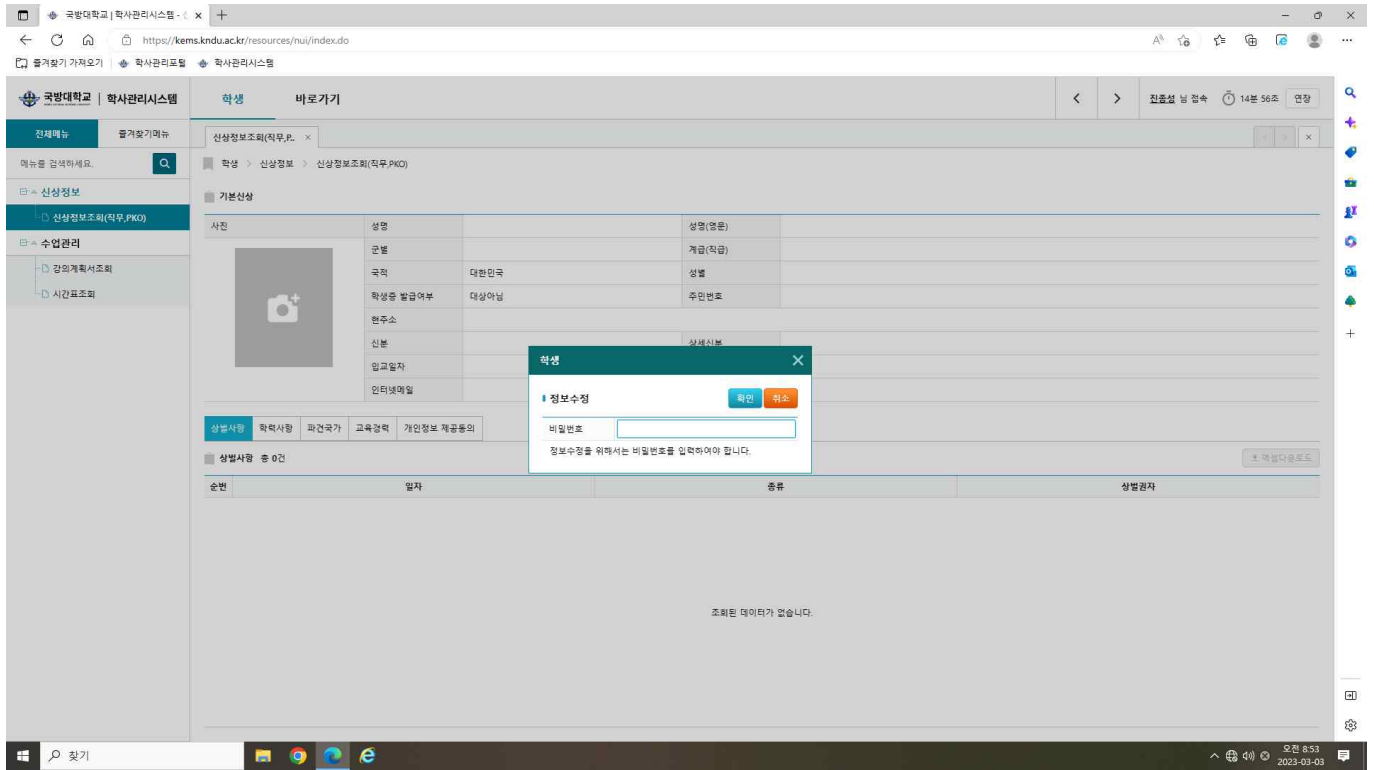 국방대학교 | 학사관리시스템 -
https://kems.kndu.ac.kr/resources/nui/index.do
즐겨찾기 가져오기 학사관리포털 학사관리시스템
국방대학교 | 학사관리시스템 학생 바로가기 진종설 님 접속 14분 56초 연장
전체메뉴 즐겨찾기메뉴 신상정보조회(직무,P..
메뉴를 검색하세요. 학생 > 신상정보 > 신상정보조회(직무,PKO)
신상정보 기본신상
신상정보조회(직무,PKO) 사진 성명 성명(영문)
수업관리 군별 계급(직급)
강의계획서조회 국적 대한민국 성별
시간표조회 학생증 발급여부 대상아님 주민번호
현주소
신분 상세신분
입교일자
인터넷메일
학생
정보수정 확인 취소
비밀번호
정보수정을 위해서는 비밀번호를 입력하여야 합니다.
상벌사항 학력사항 파견국가 교육경력 개인정보 제공동의
상벌사항 총 0건 엑셀다운로드
순번 일자 종류 상벌권자
조회된 데이터가 없습니다.
찾기 오전 8:53
2023-03-03